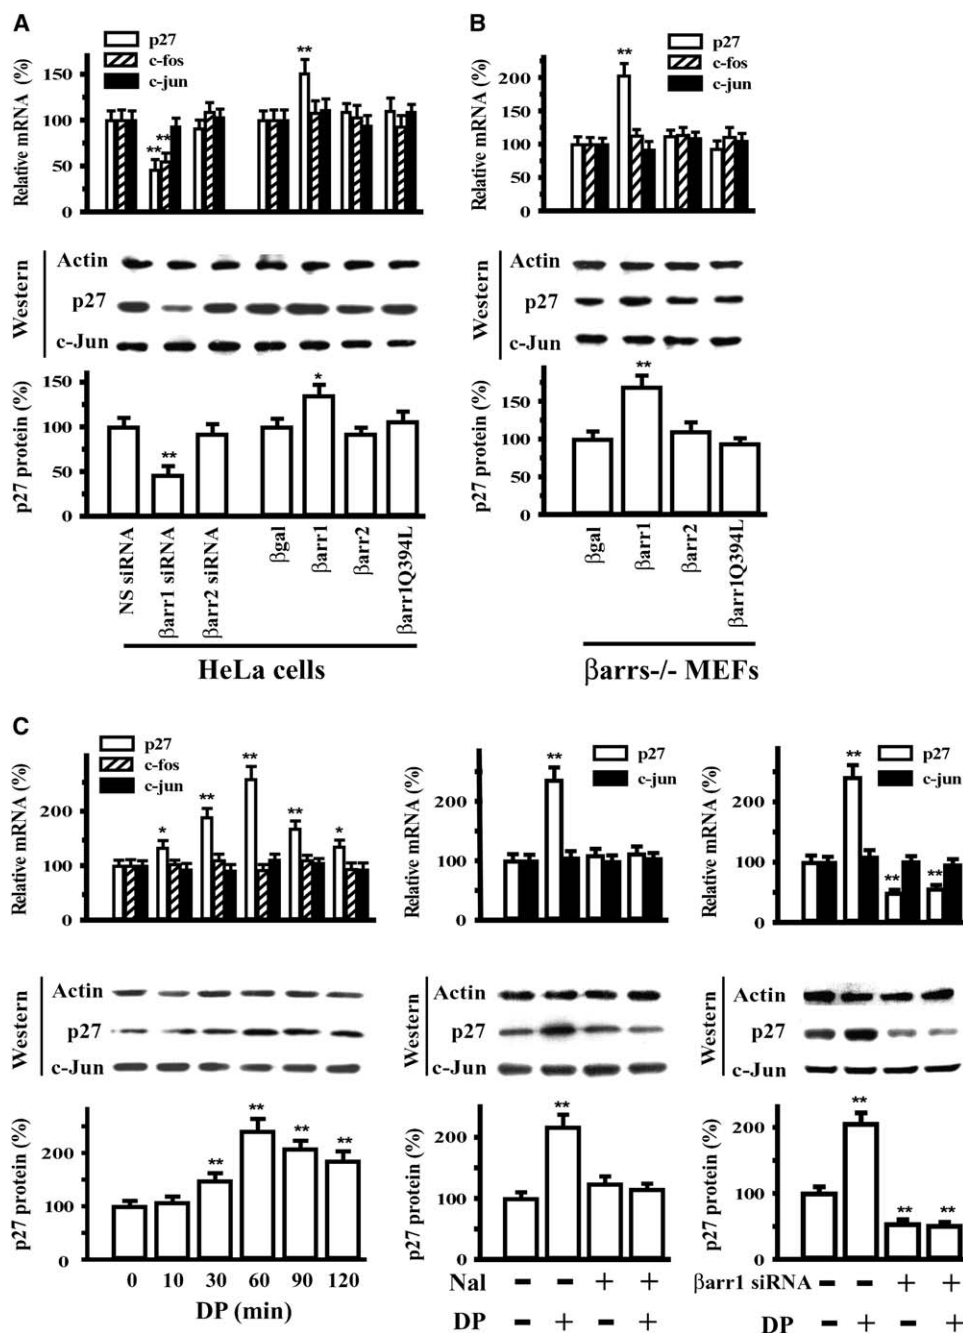 A
p27
c-fos
c-jun
Relative mRNA (%)
150
100
50
0
**
**
**
Western
Actin
p27
c-Jun
p27 protein (%)
150
100
50
0
**
*
NS siRNA
βarr1 siRNA
βarr2 siRNA
βgal
βarr1
βarr2
βarr1Q394L
HeLa cells
B
p27
c-fos
c-jun
Relative mRNA (%)
200
150
100
50
0
**
Western
Actin
p27
c-Jun
p27 protein (%)
150
100
50
0
**
βgal
βarr1
βarr2
βarr1Q394L
βarrs-/- MEFs
C
p27
c-fos
c-jun
Relative mRNA (%)
200
100
0
* ** ** ** *
Western
Actin
p27
c-Jun
p27 protein (%)
200
100
0
** ** ** **
0 10 30 60 90 120
DP (min)
p27
c-jun
Relative mRNA (%)
200
100
0
**
Western
Actin
p27
c-Jun
p27 protein (%)
200
100
0
**
Nal - - + +
DP - + - +
p27
c-jun
Relative mRNA (%)
200
100
0
** ** **
Western
Actin
p27
c-Jun
p27 protein (%)
200
100
0
** ** **
βarr1 siRNA - - + +
DP - + - +